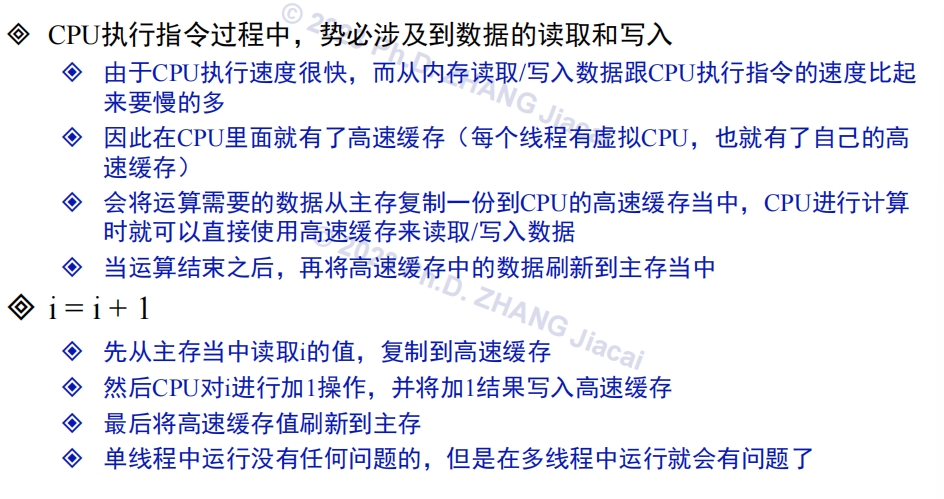 CPU执行指令过程中，势必涉及到数据的读取和写入
由于CPU执行速度很快，而从内存读取/写入数据跟CPU执行指令的速度比起
来要慢的多
因此在CPU里面就有了高速缓存（每个线程有虚拟CPU，也就有了自己的高
速缓存）
会将运算需要的数据从主存复制一份到CPU的高速缓存当中，CPU进行计算
时就可以直接使用高速缓存来读取/写入数据
当运算结束之后，再将高速缓存中的数据刷新到主存当中
i = i + 1
先从主存当中读取i的值，复制到高速缓存
然后CPU对i进行加1操作，并将加1结果写入高速缓存
最后将高速缓存值刷新到主存
单线程中运行没有任何问题的，但是在多线程中运行就会有问题了
ZHANG Jiacai
ZHANG Jiacai